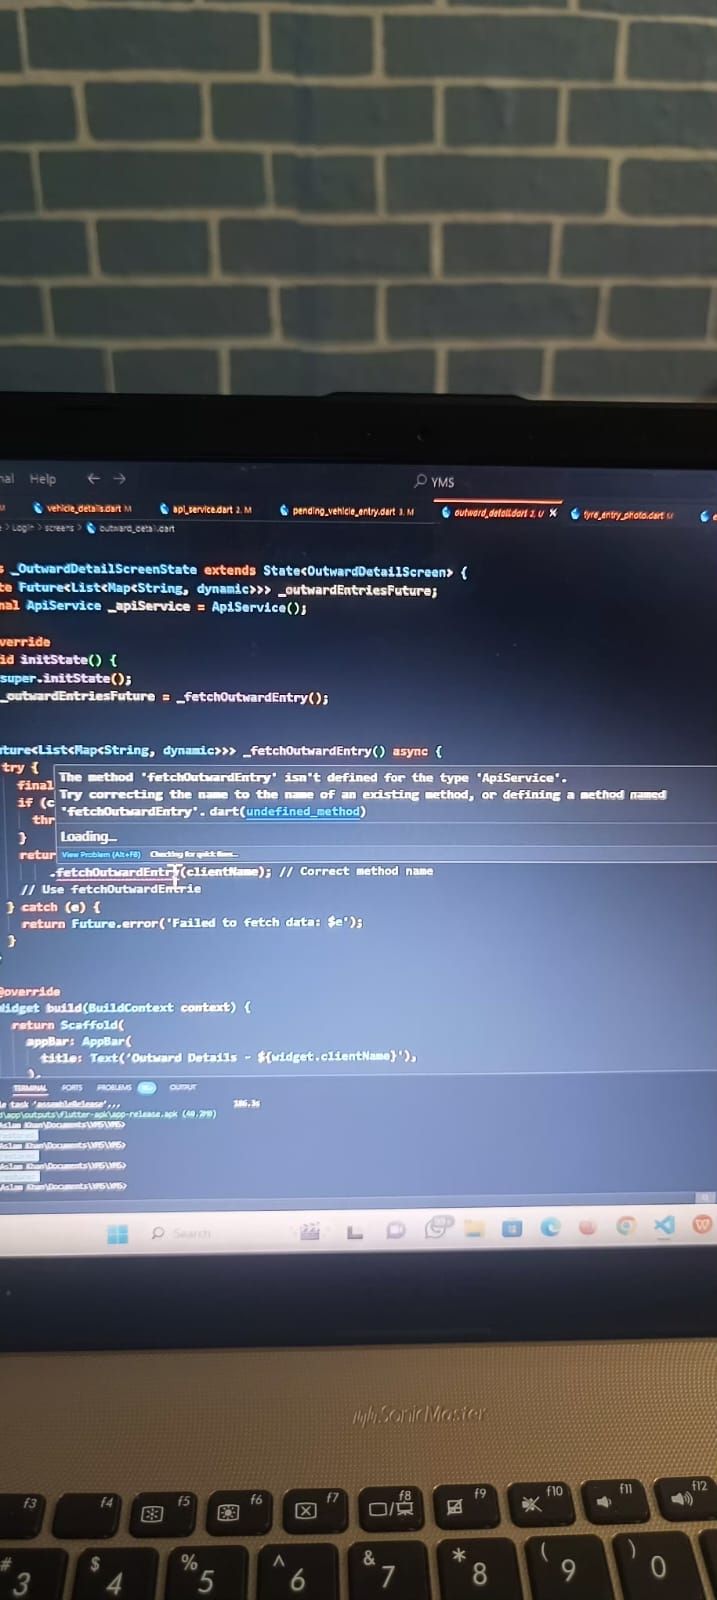 Help
YMS
vehicle_details.dart M
api_service.dart 2, M
pending_vehicle_entry.dart 3, M
outward_detail.dart 2, U
tyre_entry_photo.dart M
> Login > screens > outward_detail.dart
_OutwardDetailScreenState extends State<OutwardDetailScreen> {
Future<List<Map<String, dynamic>>> _outwardEntriesFuture;
ApiService _apiService = ApiService();
verride
id initState() {
super.initState();
_outwardEntriesFuture = _fetchOutwardEntry();
ture<List<Map<String, dynamic>>> _fetchOutwardEntry() async {
try {
final
if (c
thr
}
retur
The method 'fetchOutwardEntry' isn't defined for the type 'ApiService'.
Try correcting the name to the name of an existing method, or defining a method named
'fetchOutwardEntry'. dart(undefined_method)
Loading...
View Problem (Alt+F8) Checking for quick fixes...
.fetchOutwardEntry(clientName); // Correct method name
// Use fetchOutwardEntrie
} catch (e) {
return Future.error('Failed to fetch data: $e');
}
@override
Widget build(BuildContext context) {
return Scaffold(
appBar: AppBar(
title: Text('Outward Details - ${widget.clientName}'),
),
TERMINAL PORTS PROBLEMS OUTPUT
task 'assembleRelease'... 186.3s
app\outputs\flutter-apk\app-release.apk
Aslam Khan\Documents\YMS\YMS>
Aslam Khan\Documents\YMS\YMS>
Aslam Khan\Documents\YMS\YMS>
Aslam Khan\Documents\YMS\YMS>
Search
SonicMaster
f3 f4 f5 f6 f7 f8 f9 f10 f11 f12
# $ % ^ & * ( )
3 4 5 6 7 8 9 0